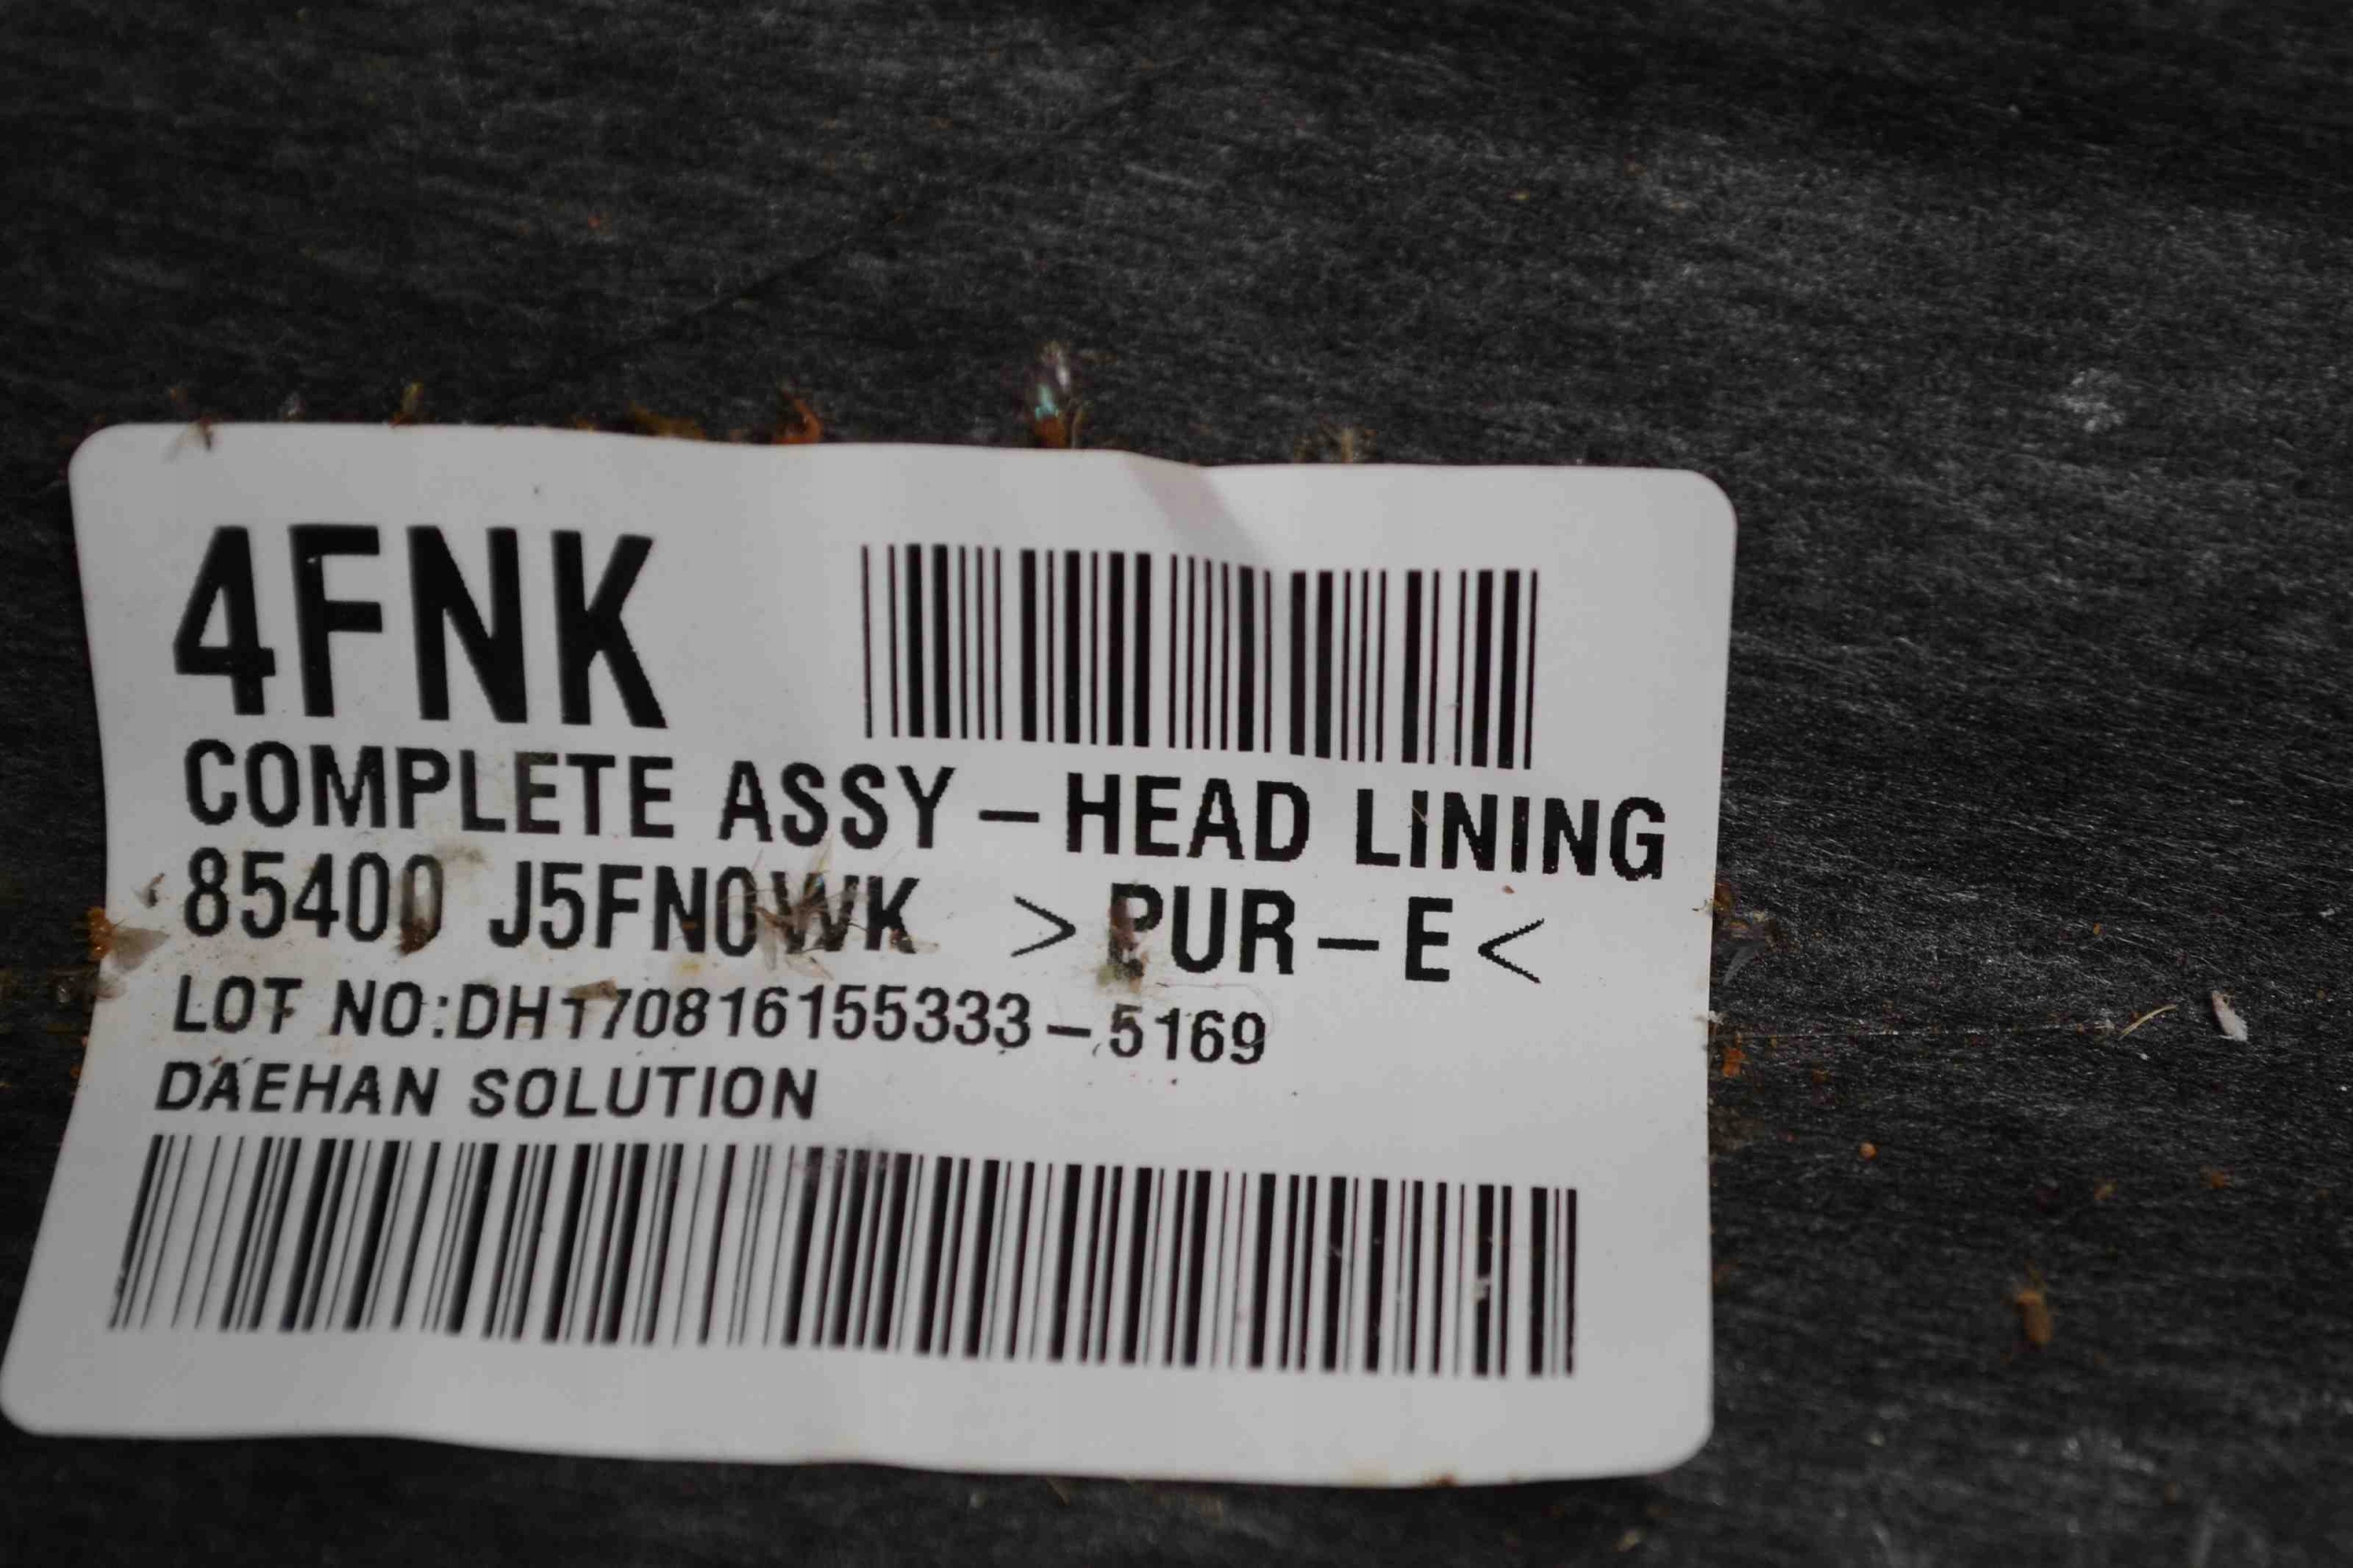 4FNK
COMPLETE ASSY – HEAD LINING
85400 J5FN0WK >PUR–E<
LOT NO:DH170816155333–5169
DAEHAN SOLUTION